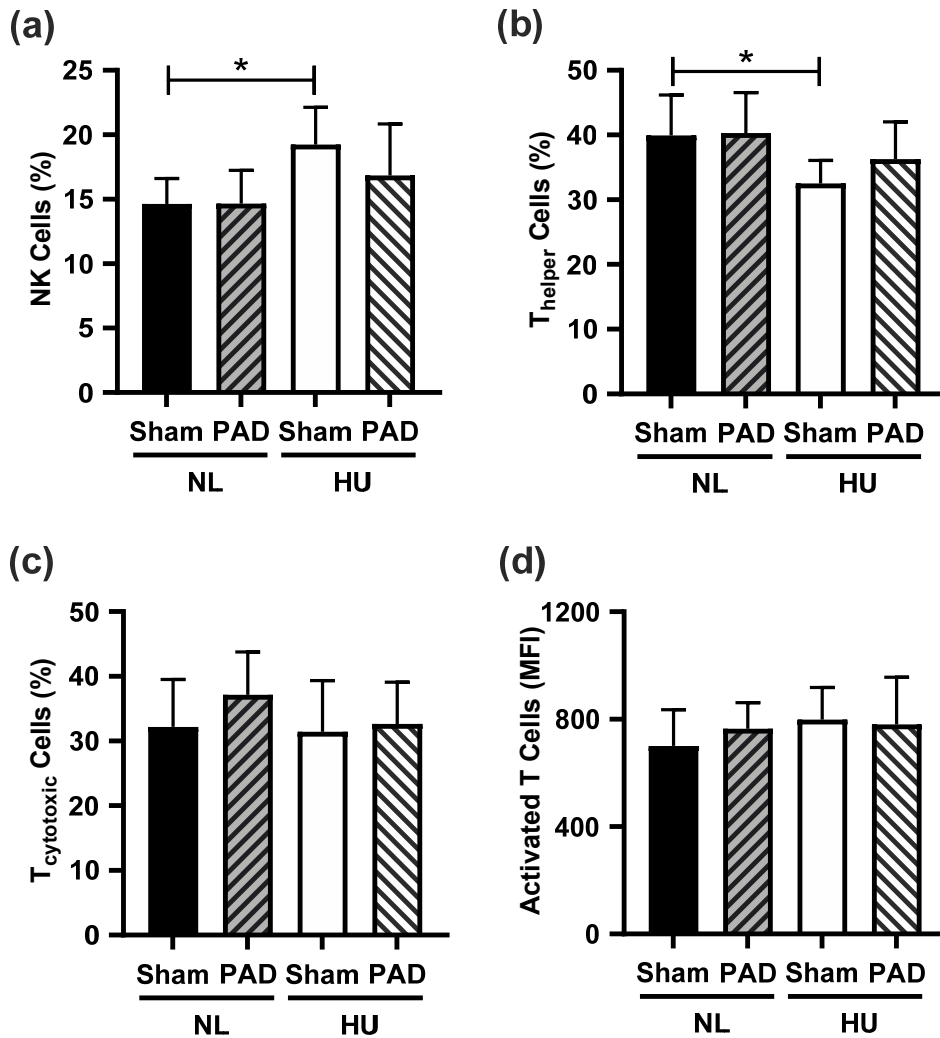 (a)
*
25
20
15
10
5
0
NK Cells (%)
Sham PAD Sham PAD
NL HU
(b)
*
50
40
30
20
10
0
Thelper Cells (%)
Sham PAD Sham PAD
NL HU
(c)
50
40
30
20
10
0
Tcytotoxic Cells (%)
Sham PAD Sham PAD
NL HU
(d)
1200
800
400
0
Activated T Cells (MFI)
Sham PAD Sham PAD
NL HU